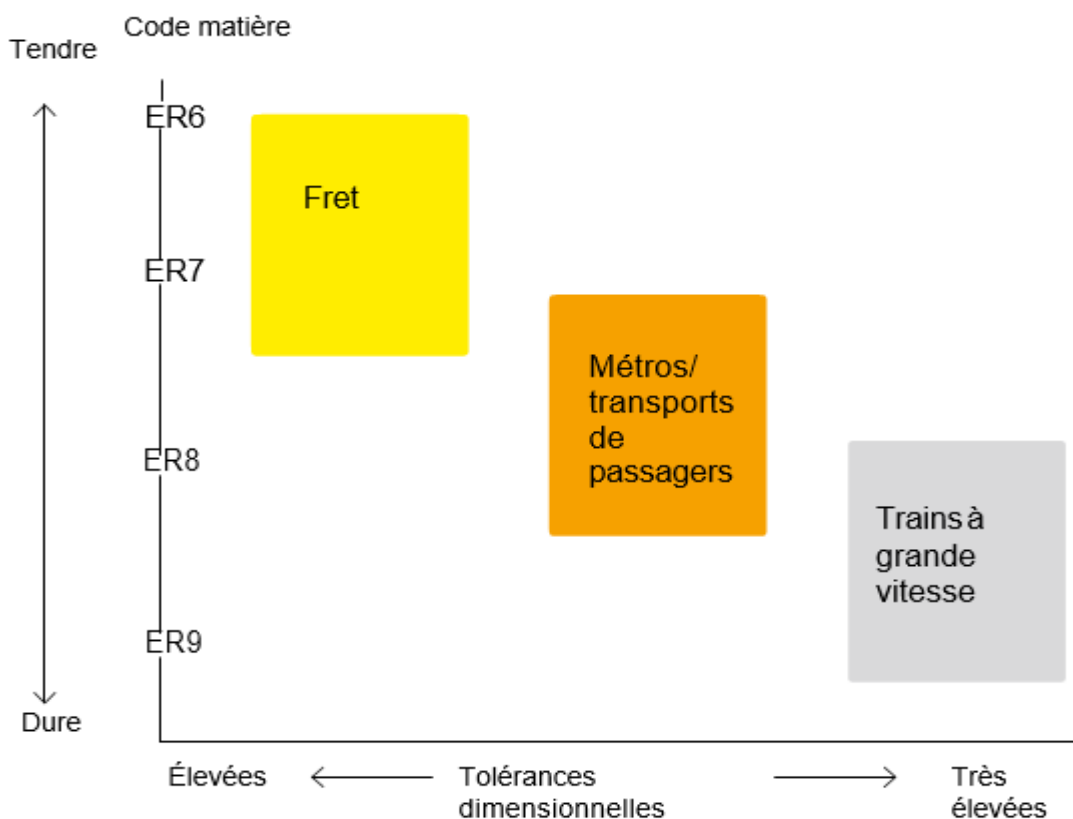 Code matière
Tendre
ER6
Fret
ER7
Métros/
transports
de
passagers
ER8
Trains à
grande
vitesse
ER9
Dure
Élevées
Tolérances
dimensionnelles
Très
élevées